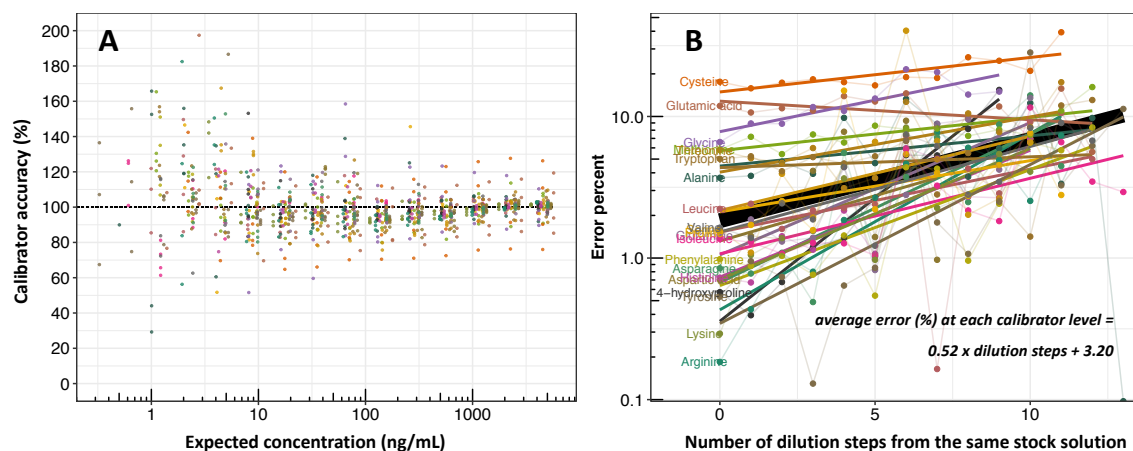 A
Calibrator accuracy (%)
200
180
160
140
120
100
80
60
40
20
0
1
10
100
1000
Expected concentration (ng/mL)
B
Error percent
10.0
1.0
0.1
Cysteine
Glutamic acid
Glycine
Tryptophan
Alanine
Leucine
Isoleucine
Phenylalanine
Asparagine
Histidine
Aspartic acid
4-hydroxyproline
Tyrosine
Lysine
Arginine
average error (%) at each calibrator level =
0.52 x dilution steps + 3.20
0
5
10
Number of dilution steps from the same stock solution